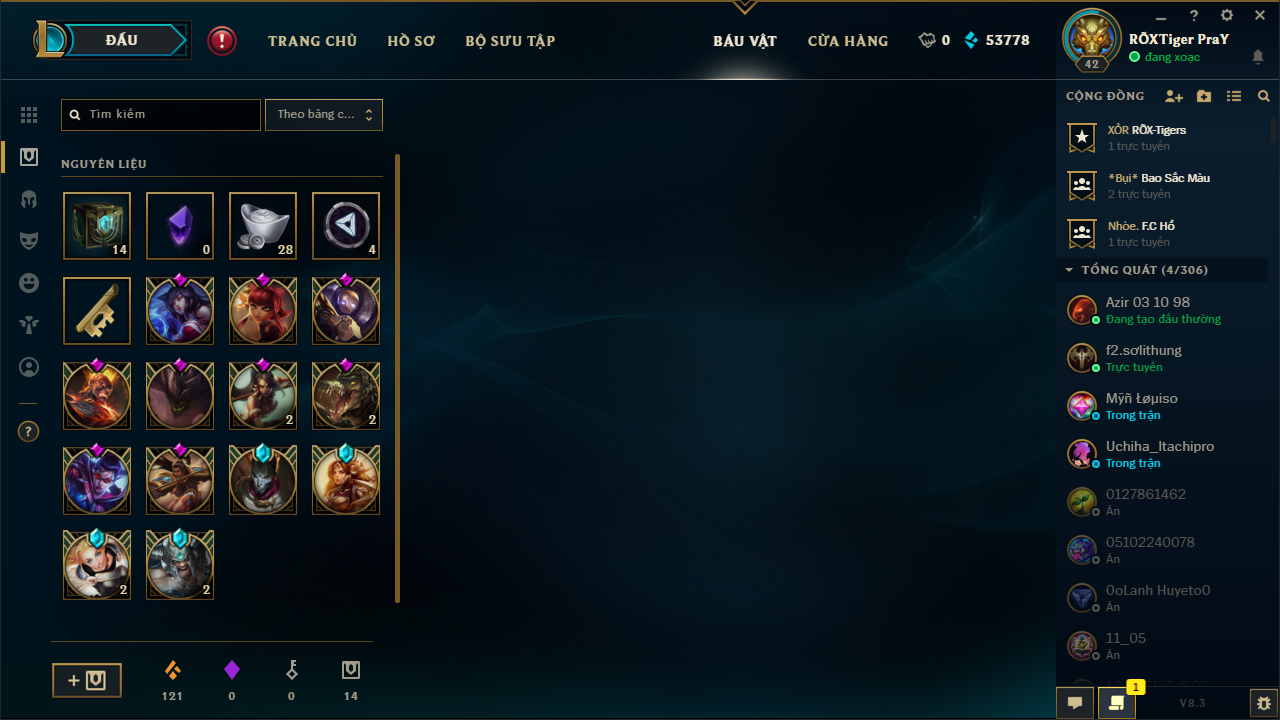 ĐẤU
TRANG CHỦ
HỒ SƠ
BỘ SƯU TẬP
BÁU VẬT
CỬA HÀNG
0
53778
42
RÕXTiger PraY
đang xoạc
Tìm kiếm
Theo bảng c...
NGUYÊN LIỆU
14
0
28
4
2
2
2
2
121
0
0
14
CỘNG ĐỒNG
XỎR RÕX-Tigers
1 trực tuyến
*Bụi* Bao Sắc Màu
2 trực tuyến
Nhòe. F.C Hổ
1 trực tuyến
TỔNG QUÁT (4/306)
Azir 03 10 98
Đang tạo đấu thường
f2.sơlithung
Trực tuyến
Mỹñ Łøµiso
Trong trận
Uchiha_Itachipro
Trong trận
0127861462
Ẩn
05102240078
Ẩn
0oLanh Huyeto0
Ẩn
11_05
Ẩn
1
V8.3